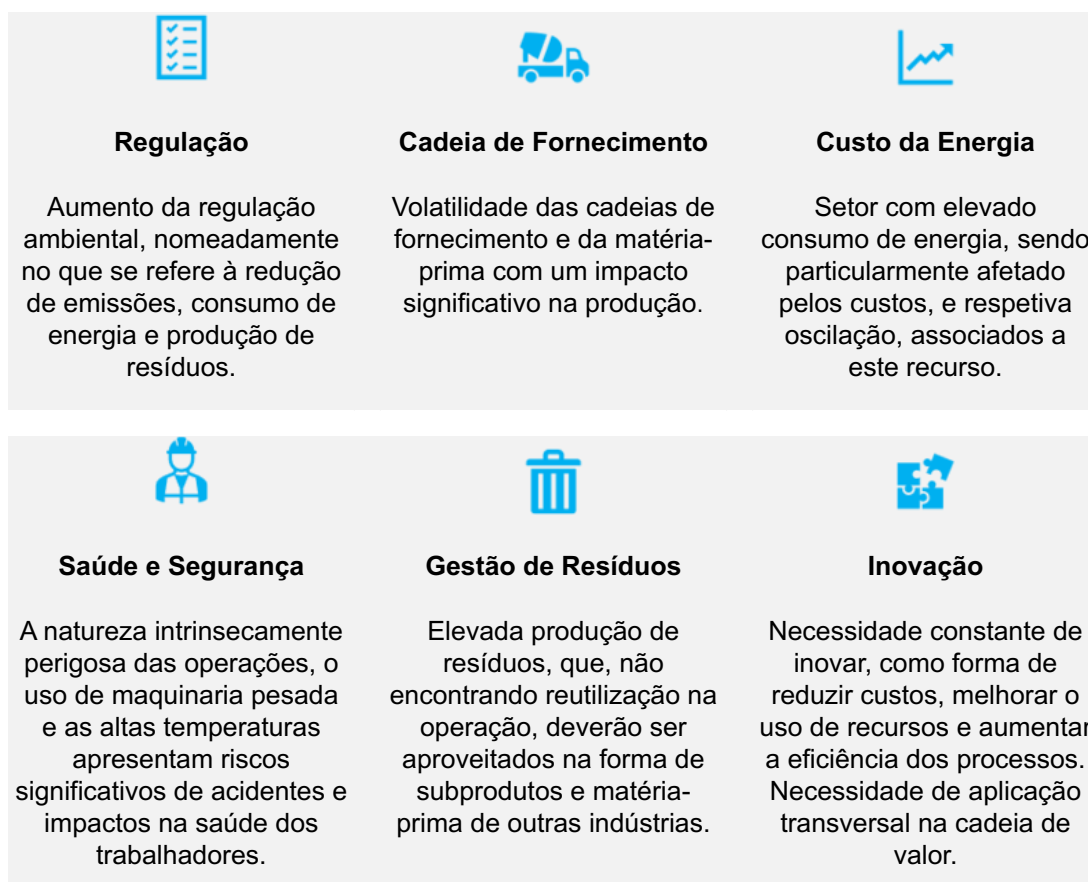 Regulação
Aumento da regulação
ambiental, nomeadamente
no que se refere à redução
de emissões, consumo de
energia e produção de
resíduos.
Cadeia de Fornecimento
Volatilidade das cadeias de
fornecimento e da matéria-
prima com um impacto
significativo na produção.
Custo da Energia
Setor com elevado
consumo de energia, sendo
particularmente afetado
pelos custos, e respetiva
oscilação, associados a
este recurso.
Saúde e Segurança
A natureza intrinsecamente
perigosa das operações, o
uso de maquinaria pesada
e as altas temperaturas
apresentam riscos
significativos de acidentes e
impactos na saúde dos
trabalhadores.
Gestão de Resíduos
Elevada produção de
resíduos, que, não
encontrando reutilização na
operação, deverão ser
aproveitados na forma de
subprodutos e matéria-
prima de outras indústrias.
Inovação
Necessidade constante de
inovar, como forma de
reduzir custos, melhorar o
uso de recursos e aumentar
a eficiência dos processos.
Necessidade de aplicação
transversal na cadeia de
valor.